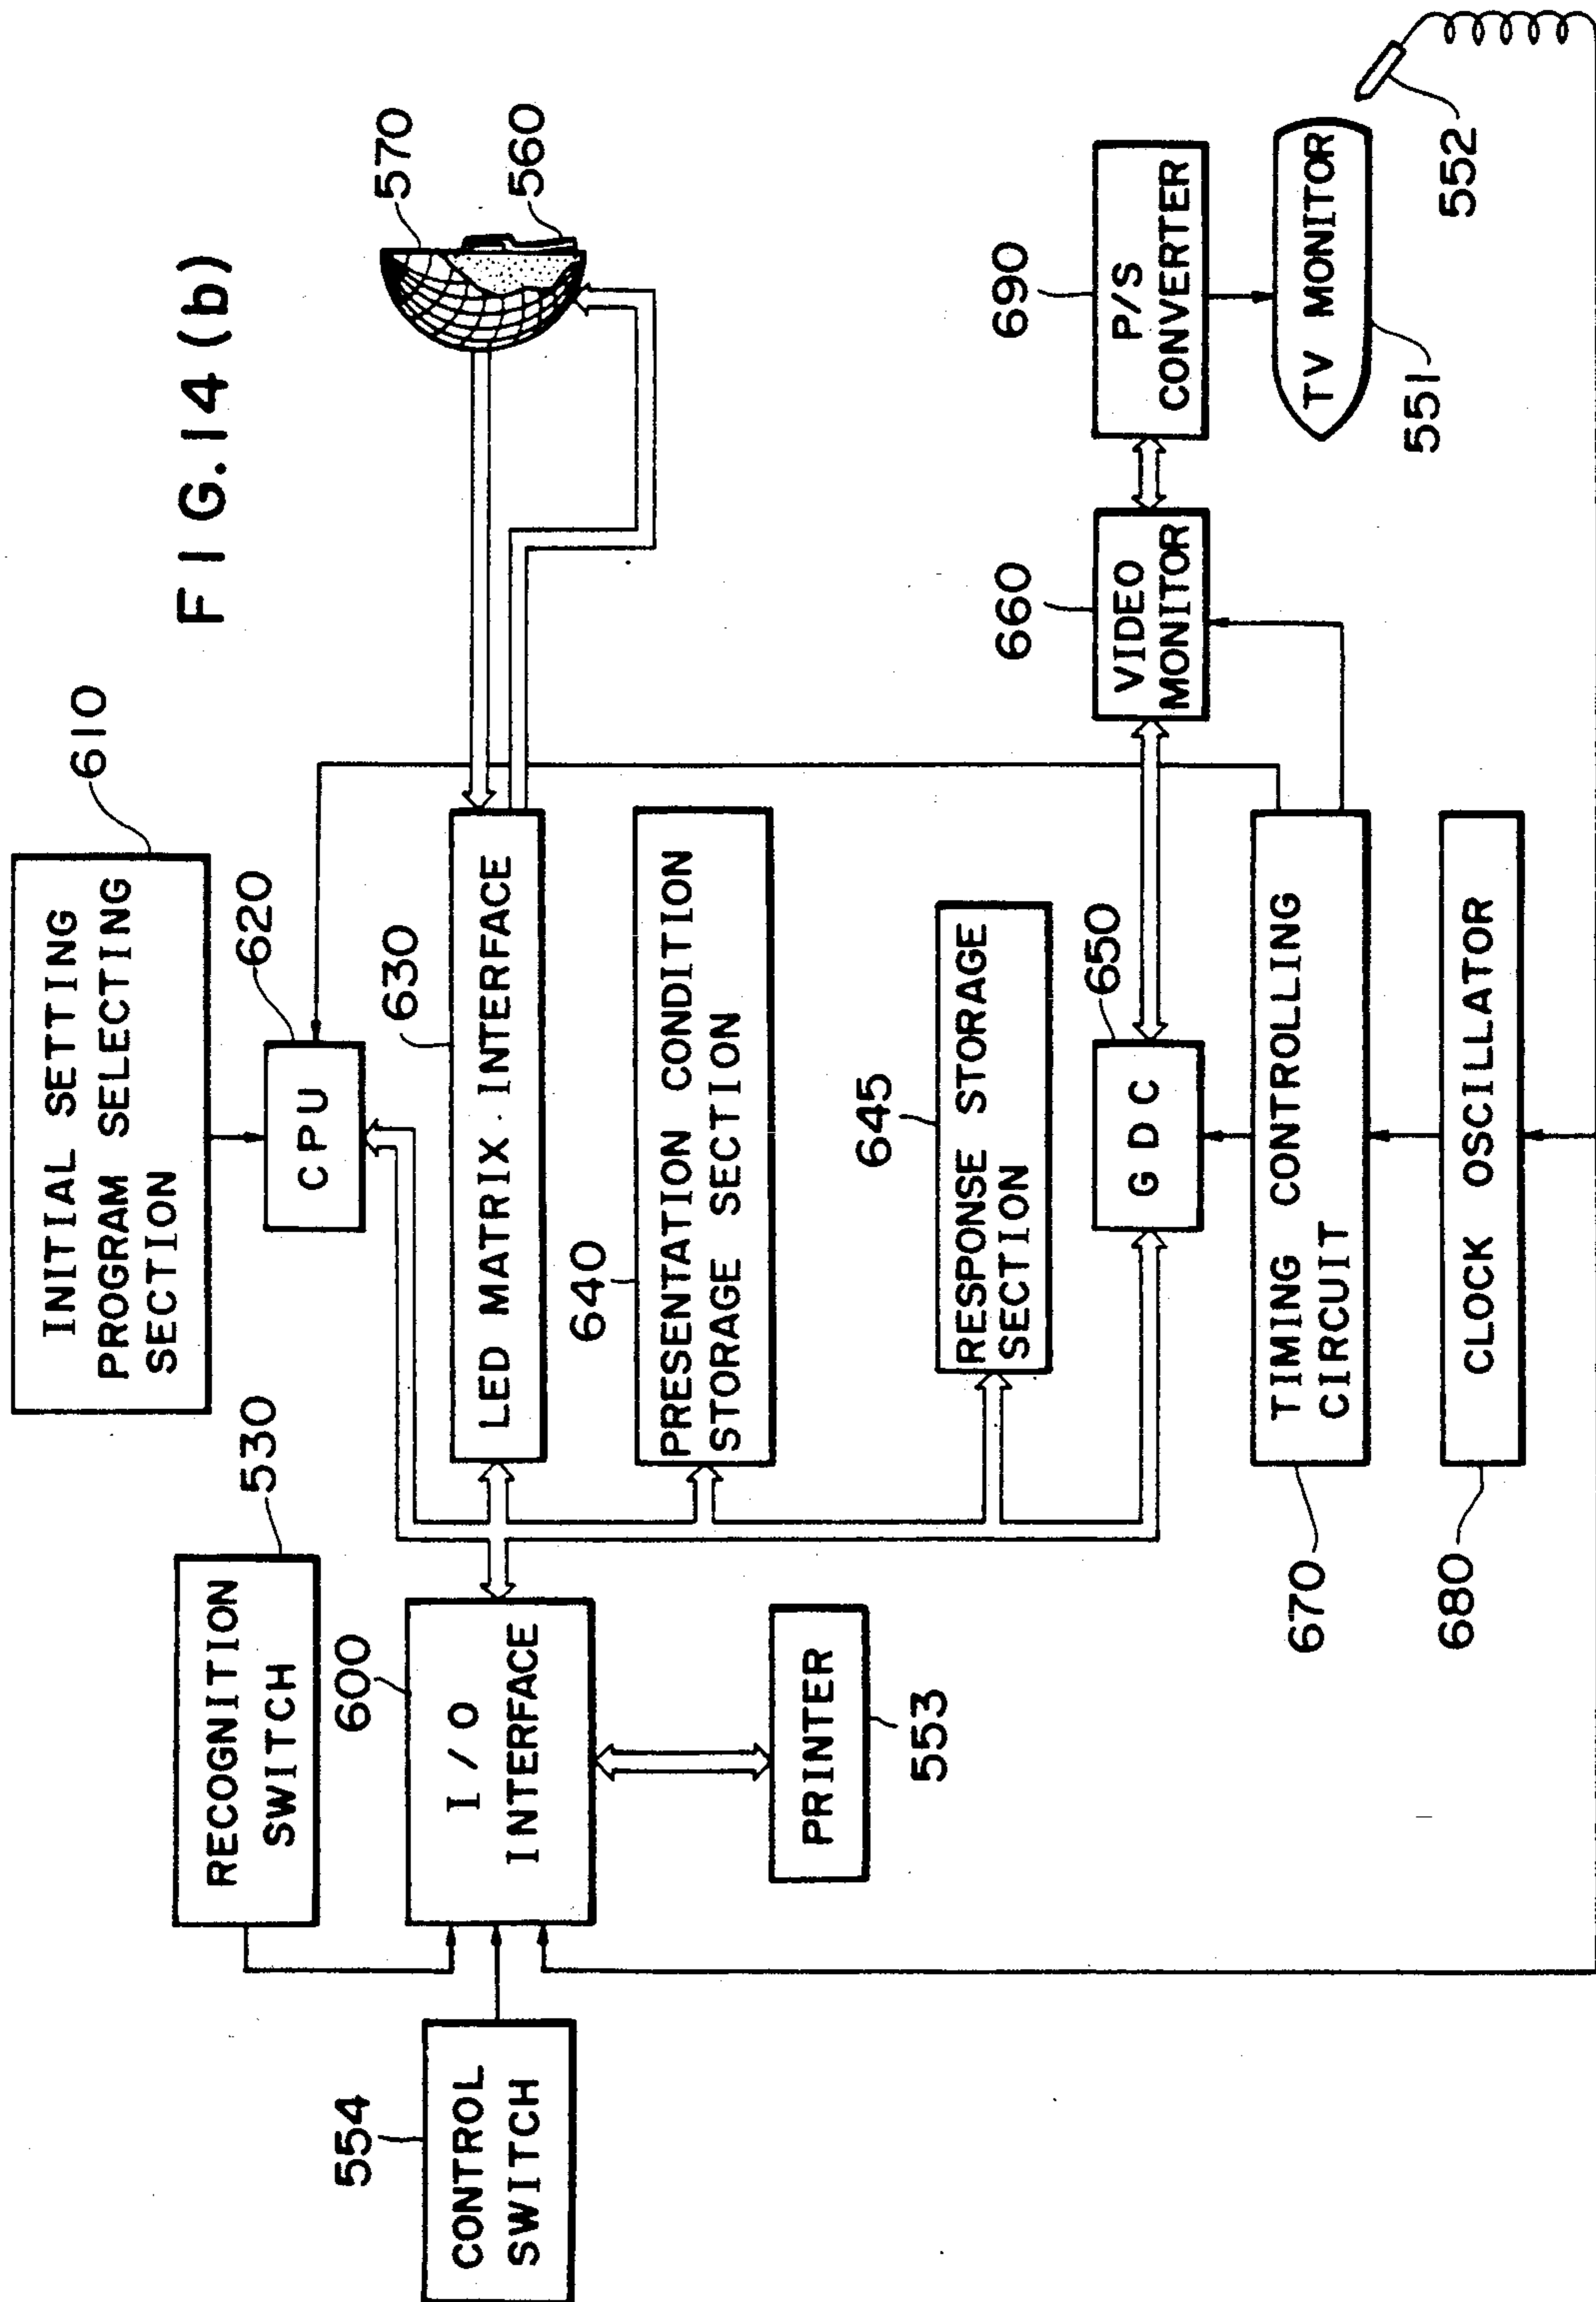 FIG.14(b)
610
INITIAL SETTING
PROGRAM SELECTING
SECTION
530
RECOGNITION
SWITCH
620
CPU
570
560
554
CONTROL
SWITCH
600
I/O
INTERFACE
630
LED MATRIX INTERFACE
640
PRESENTATION CONDITION
STORAGE SECTION
PRINTER
553
645
RESPONSE STORAGE
SECTION
650
GDC
660
VIDEO
MONITOR
690
P/S
CONVERTER
670
TIMING CONTROLLING
CIRCUIT
TV MONITOR
551
552
680
CLOCK OSCILLATOR